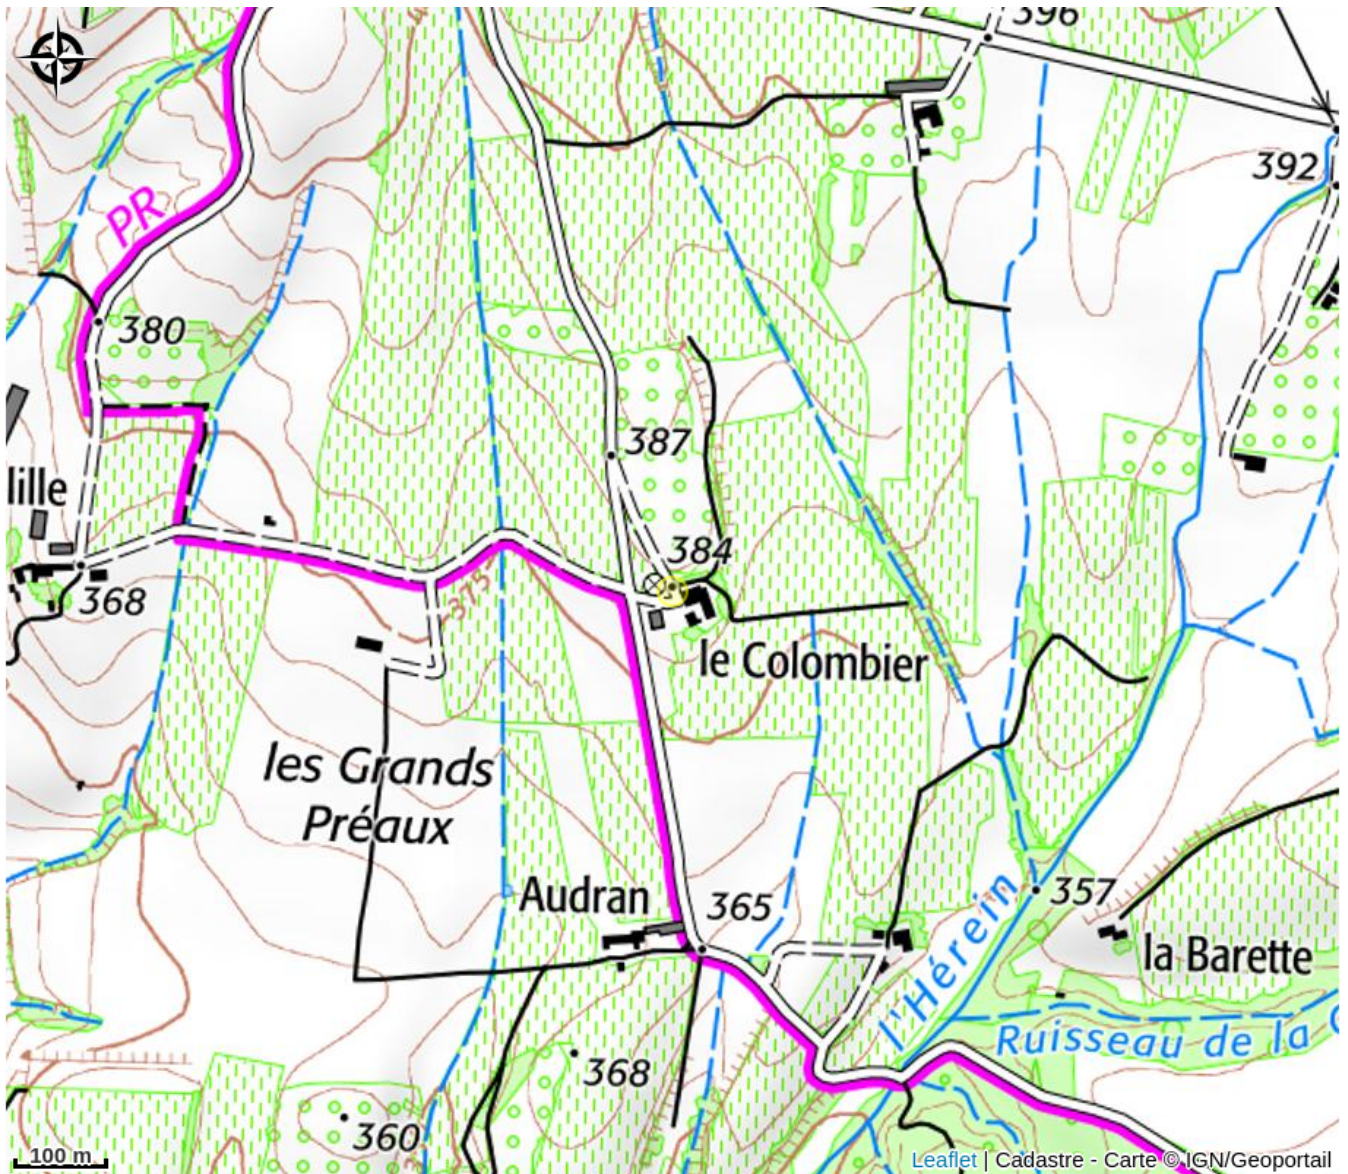 396
392
PR
380
387
lille
384
368
375
le Colombier
les Grands
Préaux
Audran
365
357
l'Hérein
la Barette
Ruisseau de la
368
360
100 m
Leaflet | Cadastre - Carte © IGN/Geoportail